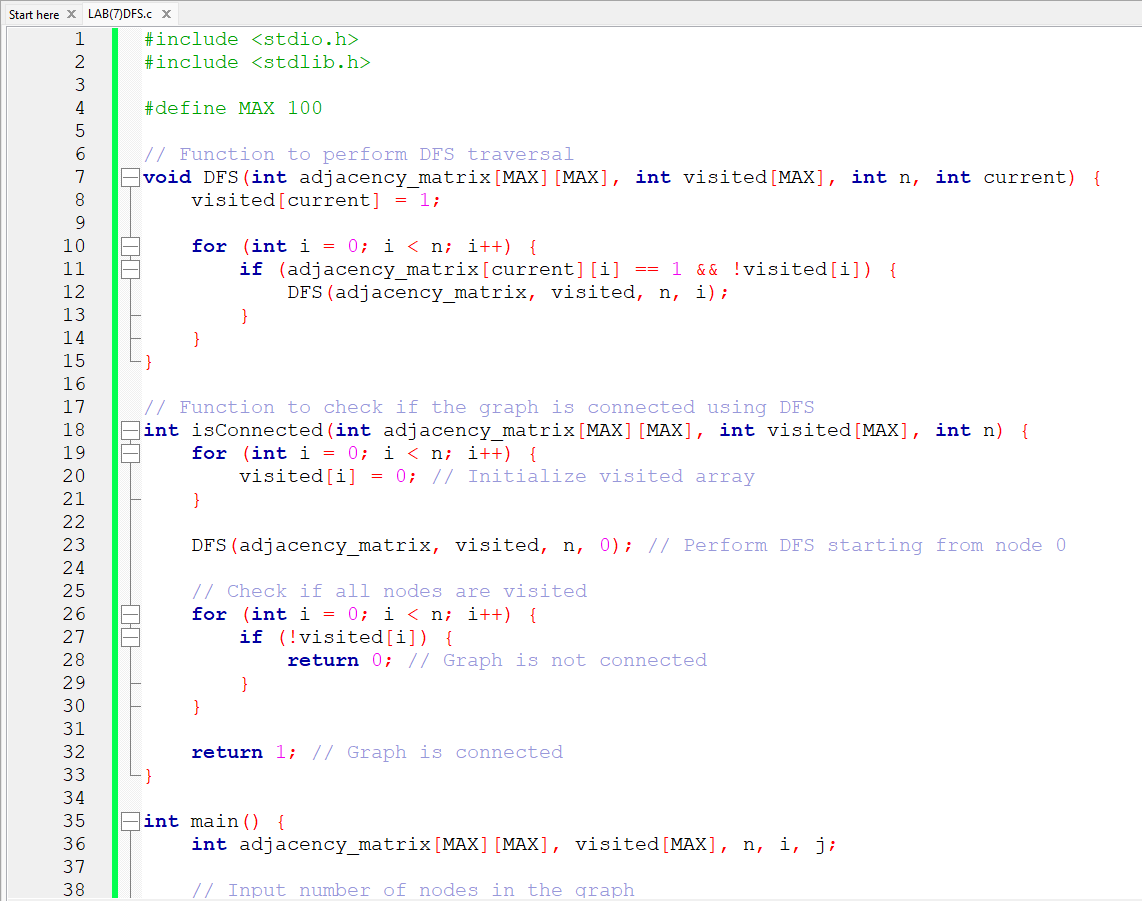 Start here
LAB(7)DFS.c
1 #include <stdio.h>
2 #include <stdlib.h>
3
4 #define MAX 100
5
6 // Function to perform DFS traversal
7 void DFS(int adjacency_matrix[MAX][MAX], int visited[MAX], int n, int current) {
8     visited[current] = 1;
9
10     for (int i = 0; i < n; i++) {
11         if (adjacency_matrix[current][i] == 1 && !visited[i]) {
12             DFS(adjacency_matrix, visited, n, i);
13         }
14     }
15 }
16
17 // Function to check if the graph is connected using DFS
18 int isConnected(int adjacency_matrix[MAX][MAX], int visited[MAX], int n) {
19     for (int i = 0; i < n; i++) {
20         visited[i] = 0; // Initialize visited array
21     }
22
23     DFS(adjacency_matrix, visited, n, 0); // Perform DFS starting from node 0
24
25     // Check if all nodes are visited
26     for (int i = 0; i < n; i++) {
27         if (!visited[i]) {
28             return 0; // Graph is not connected
29         }
30     }
31
32     return 1; // Graph is connected
33 }
34
35 int main() {
36     int adjacency_matrix[MAX][MAX], visited[MAX], n, i, j;
37
38     // Input number of nodes in the graph